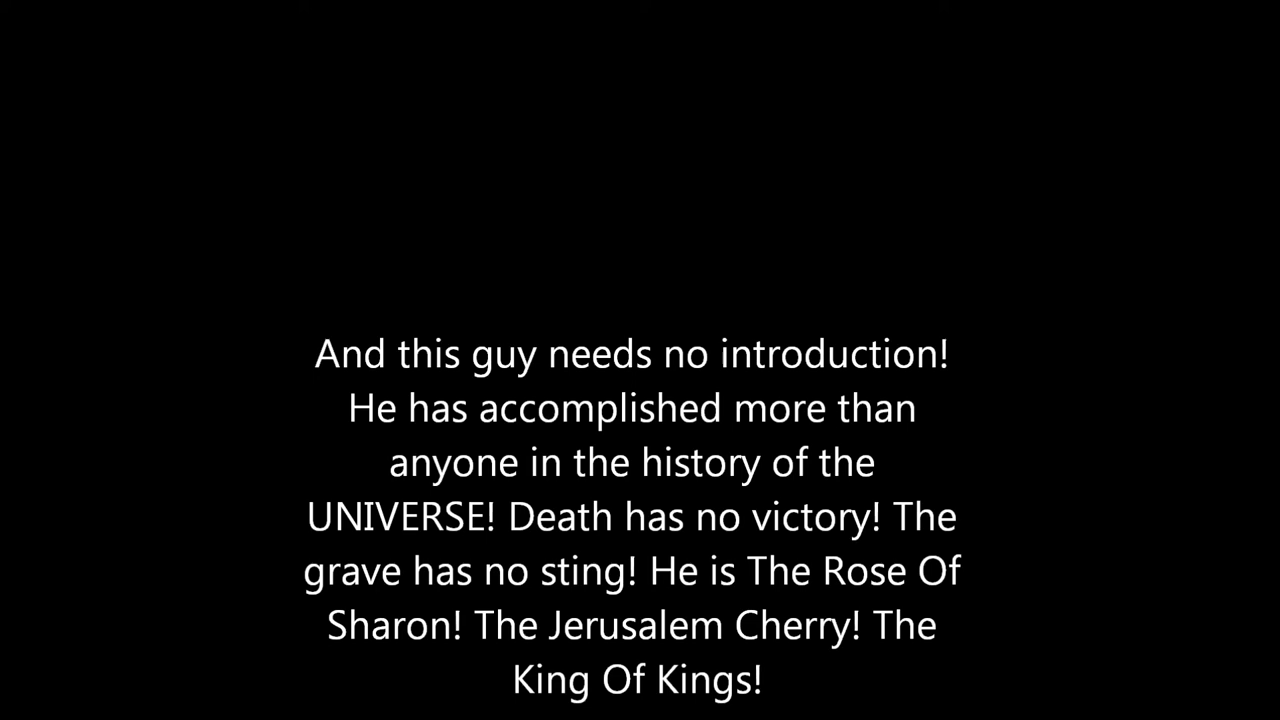 And this guy needs no introduction!
He has accomplished more than
anyone in the history of the
UNIVERSE! Death has no victory! The
grave has no sting! He is The Rose Of
Sharon! The Jerusalem Cherry! The
King Of Kings!